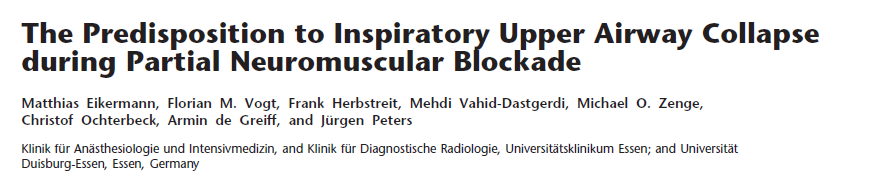 The Predisposition to Inspiratory Upper Airway Collapse
during Partial Neuromuscular Blockade
Matthias Eikermann, Florian M. Vogt, Frank Herbstreit, Mehdi Vahid-Dastgerdi, Michael O. Zenge,
Christof Ochterbeck, Armin de Greiff, and Jürgen Peters
Klinik für Anästhesiologie und Intensivmedizin, and Klinik für Diagnostische Radiologie, Universitätsklinikum Essen; and Universität
Duisburg-Essen, Essen, Germany